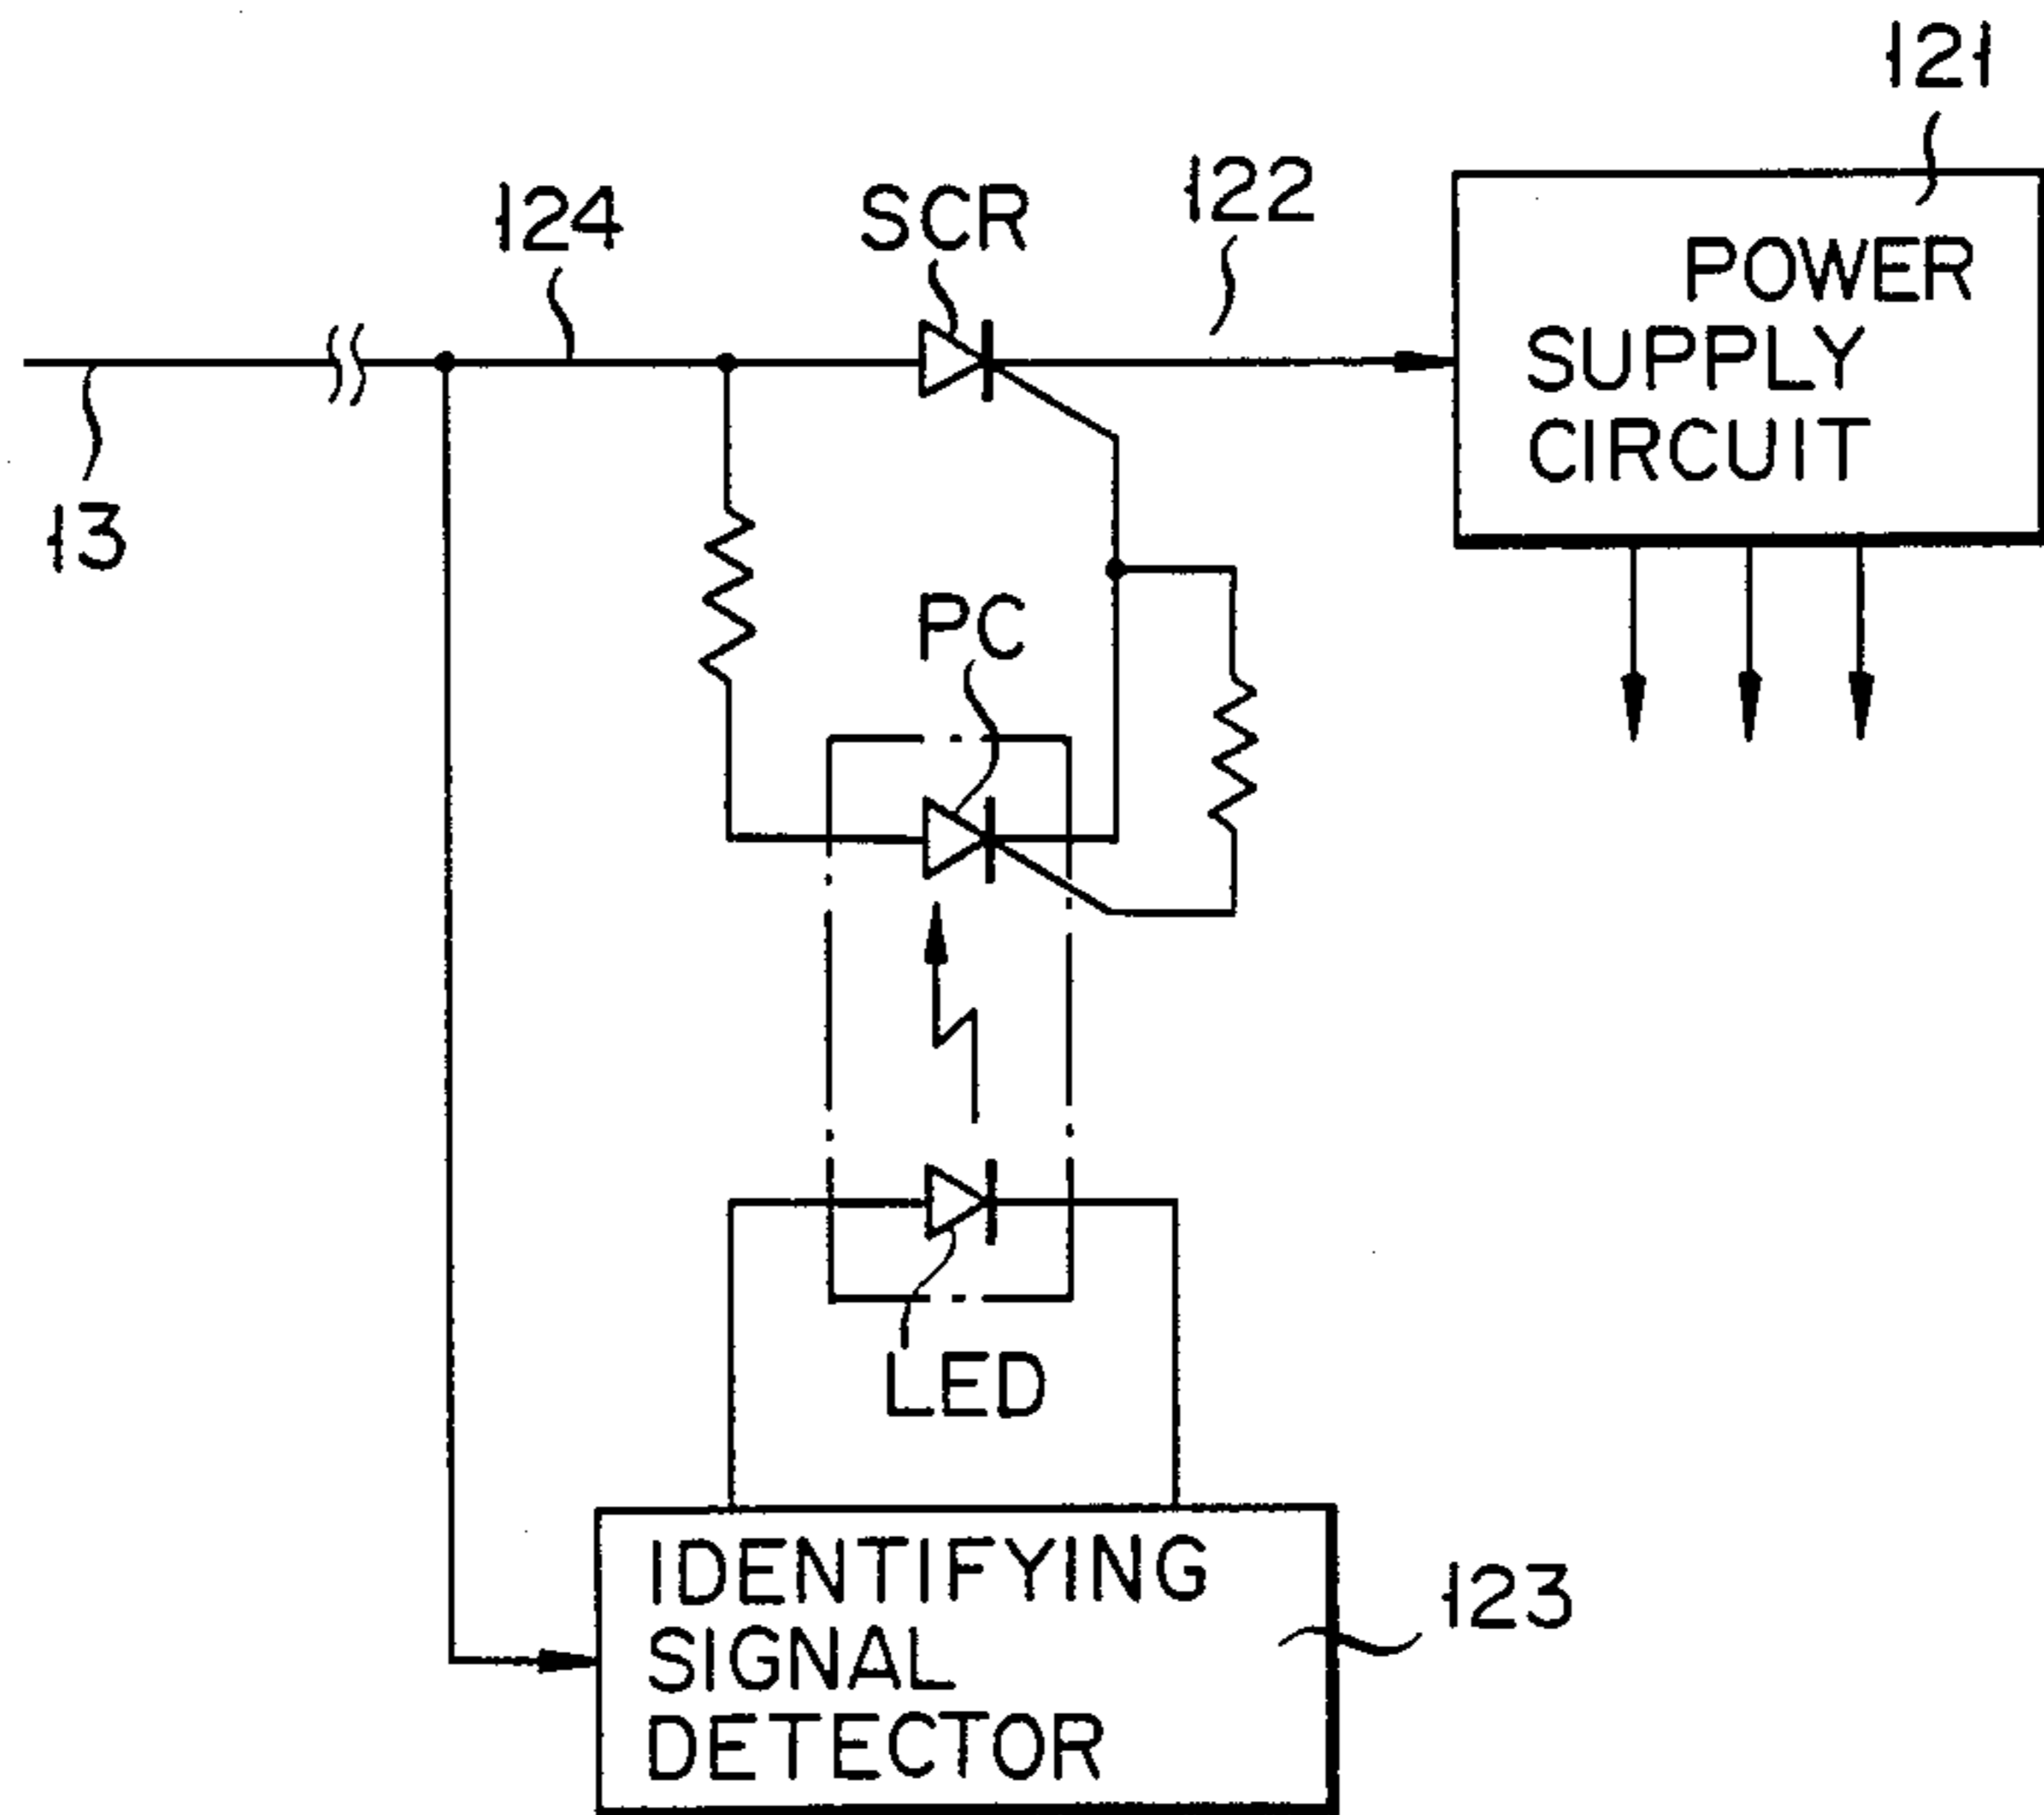 121
124
SCR
122
POWER
SUPPLY
CIRCUIT
13
PC
LED
IDENTIFYING
SIGNAL
DETECTOR
123